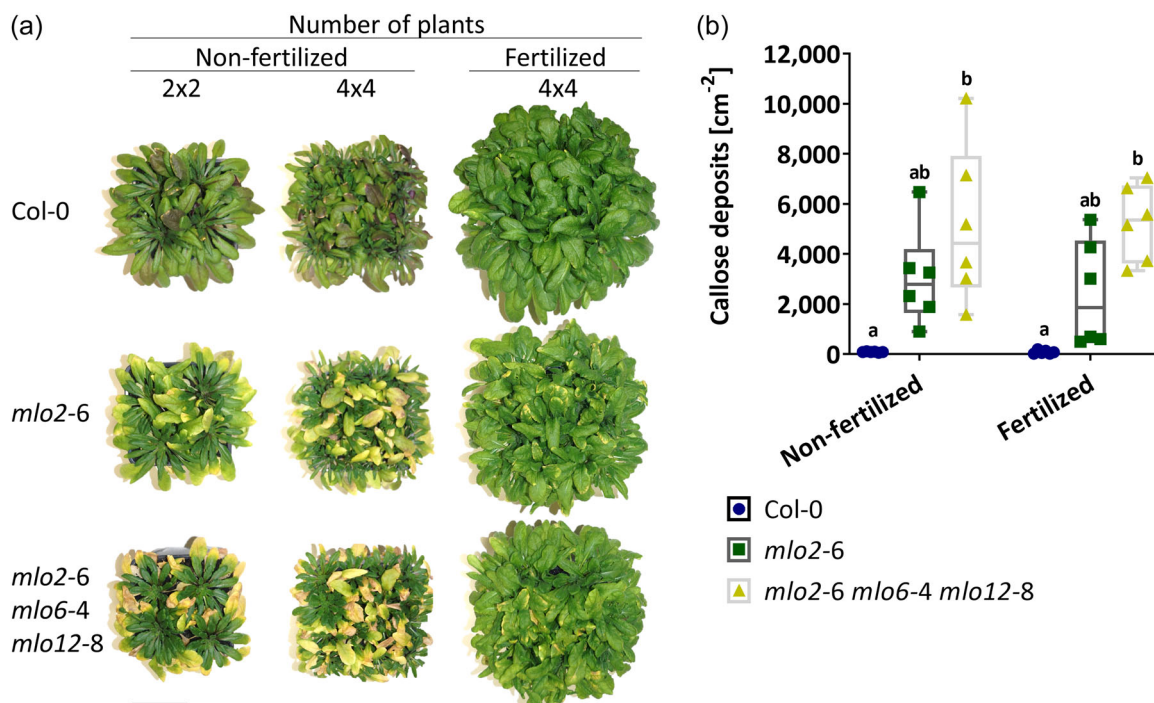 (a)
Number of plants
Non-fertilized Fertilized
2x2 4x4 4x4
Col-0
mlo2-6
mlo2-6
mlo6-4
mlo12-8
(b)
Callose deposits [cm-2]
12,000
10,000
8,000
6,000
4,000
2,000
0
a ab b a ab b
Non-fertilized Fertilized
Col-0
mlo2-6
mlo2-6 mlo6-4 mlo12-8